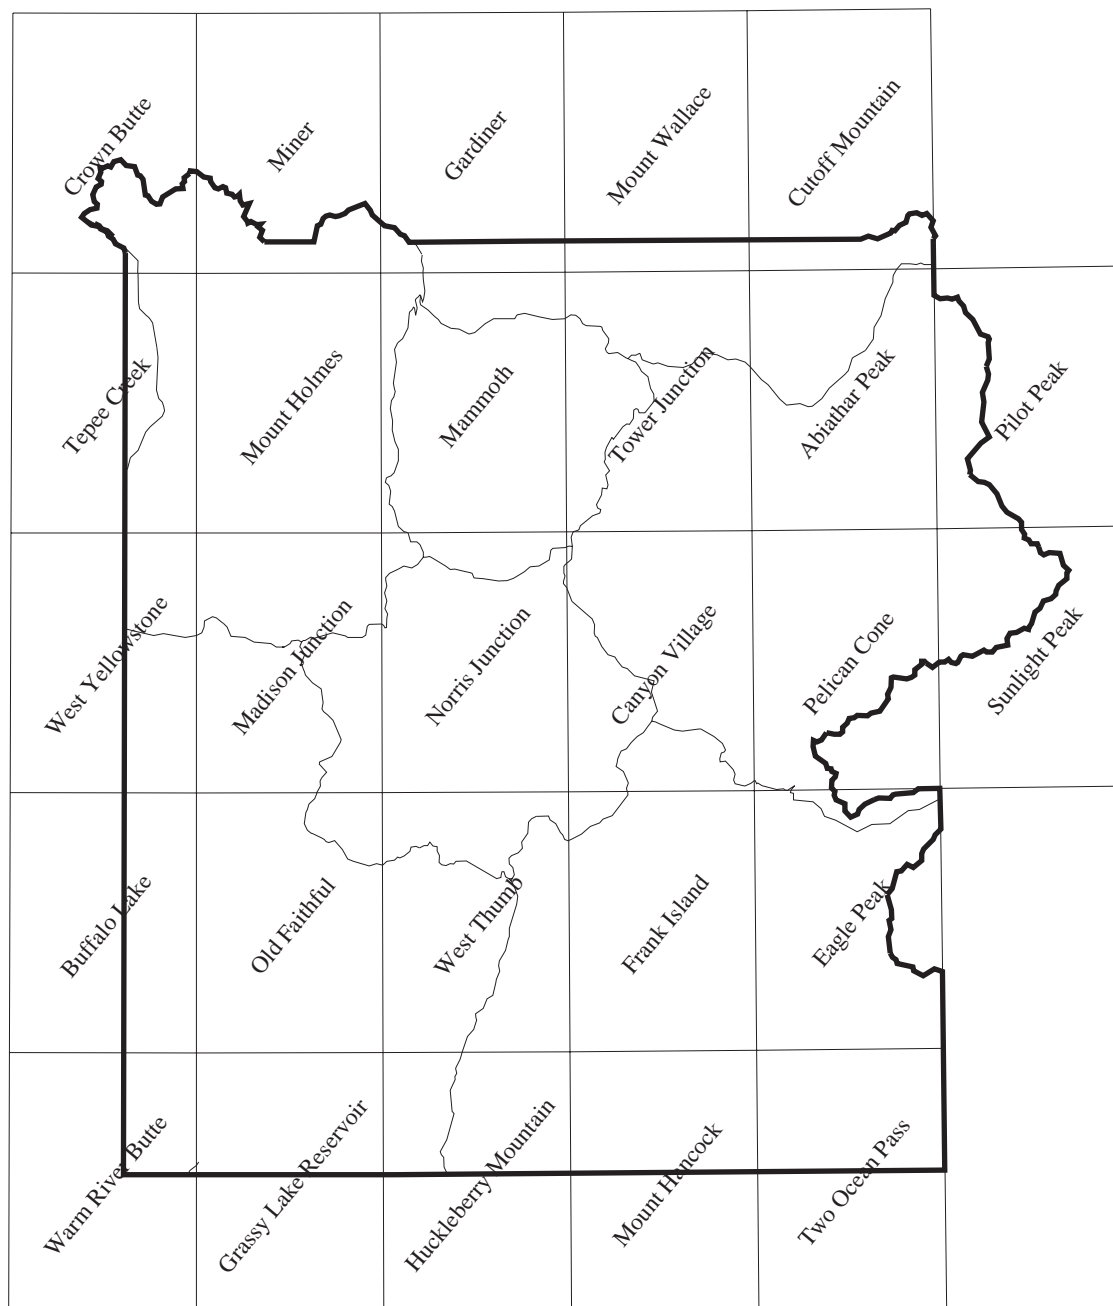 Crown Butte
Miner
Gardiner
Mount Wallace
Cutoff Mountain
Tepee Creek
Mount Holmes
Mammoth
Tower Junction
Abiathar Peak
Pilot Peak
West Yellowstone
Madison Junction
Norris Junction
Canyon Village
Pelican Cone
Sunlight Peak
Buffalo Lake
Old Faithful
West Thumb
Frank Island
Eagle Peak
Warm River Butte
Grassy Lake Reservoir
Huckleberry Mountain
Mount Hancock
Two Ocean Pass